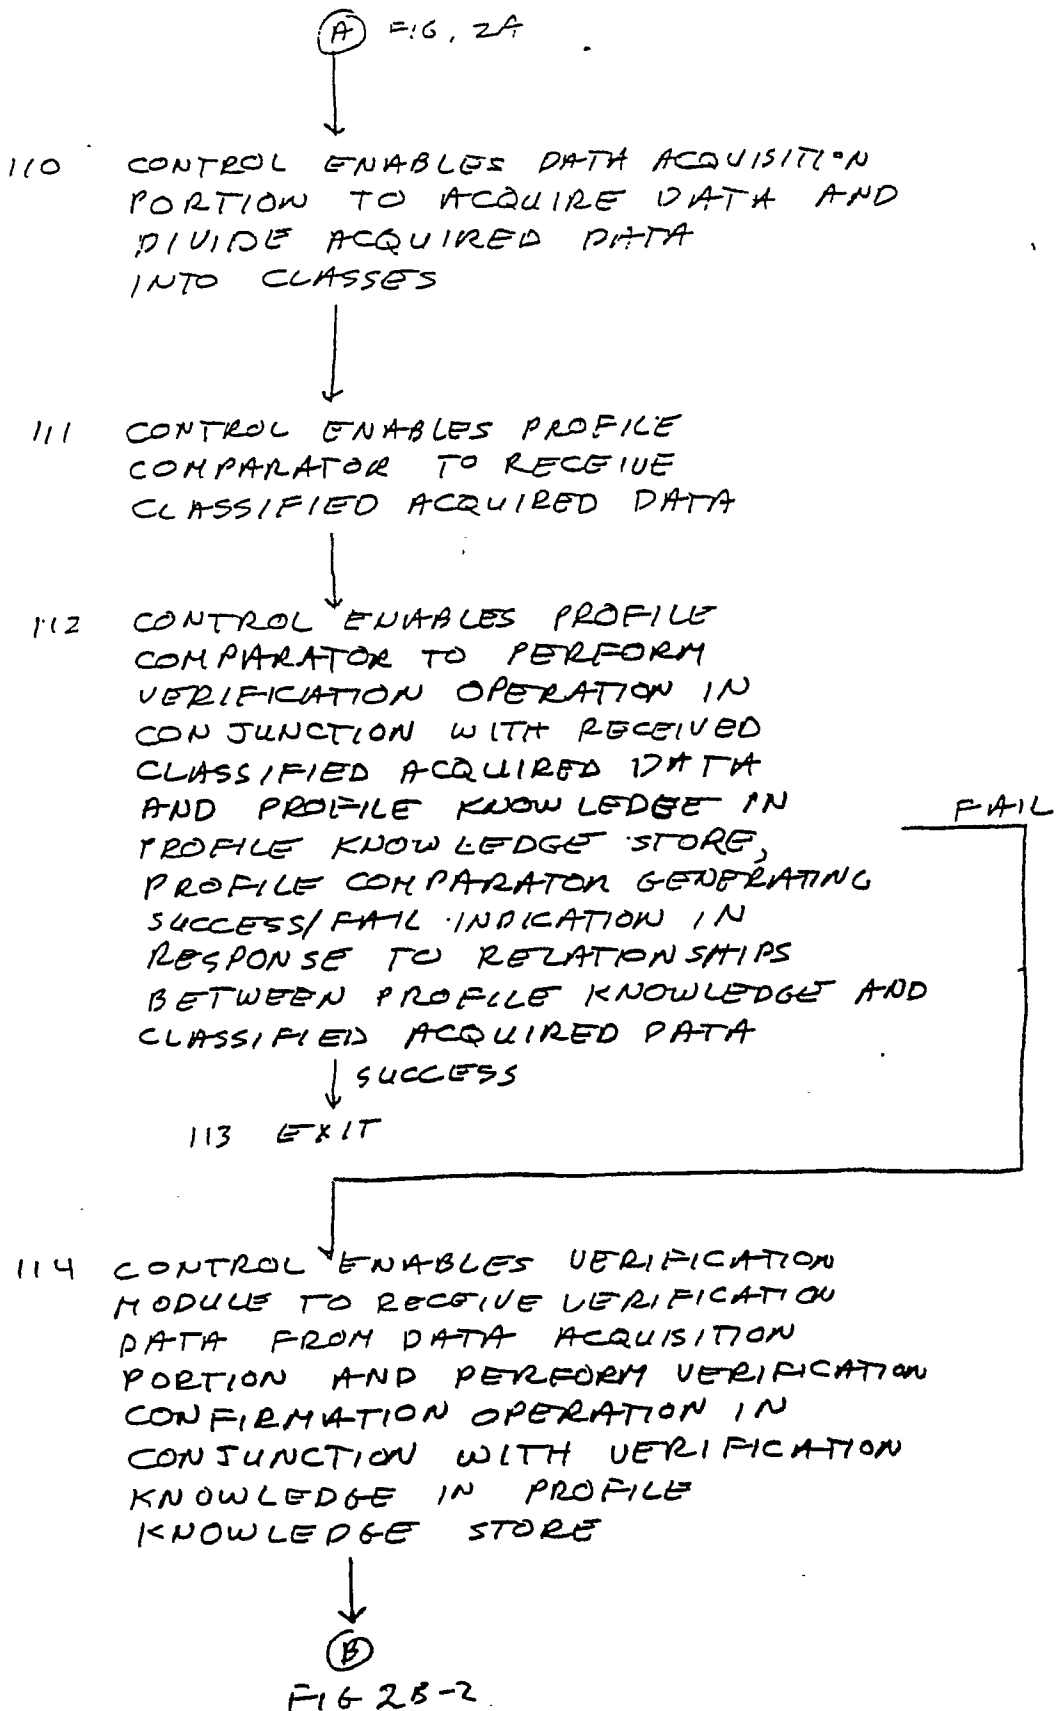 A FIG. 2A
110 CONTROL ENABLES DATA ACQUISITION
PORTION TO ACQUIRE DATA AND
DIVIDE ACQUIRED DATA
INTO CLASSES
111 CONTROL ENABLES PROFILE
COMPARATOR TO RECEIVE
CLASSIFIED ACQUIRED DATA
112 CONTROL ENABLES PROFILE
COMPARATOR TO PERFORM
VERIFICATION OPERATION IN
CONJUNCTION WITH RECEIVED
CLASSIFIED ACQUIRED DATA
AND PROFILE KNOWLEDGE IN
PROFILE KNOWLEDGE STORE,
PROFILE COMPARATOR GENERATING
SUCCESS/FAIL INDICATION IN
RESPONSE TO RELATIONSHIPS
BETWEEN PROFILE KNOWLEDGE AND
CLASSIFIED ACQUIRED DATA
FAIL
SUCCESS
113 EXIT
114 CONTROL ENABLES VERIFICATION
MODULE TO RECEIVE VERIFICATION
DATA FROM DATA ACQUISITION
PORTION AND PERFORM VERIFICATION
CONFIRMATION OPERATION IN
CONJUNCTION WITH VERIFICATION
KNOWLEDGE IN PROFILE
KNOWLEDGE STORE
B
FIG 2B-2